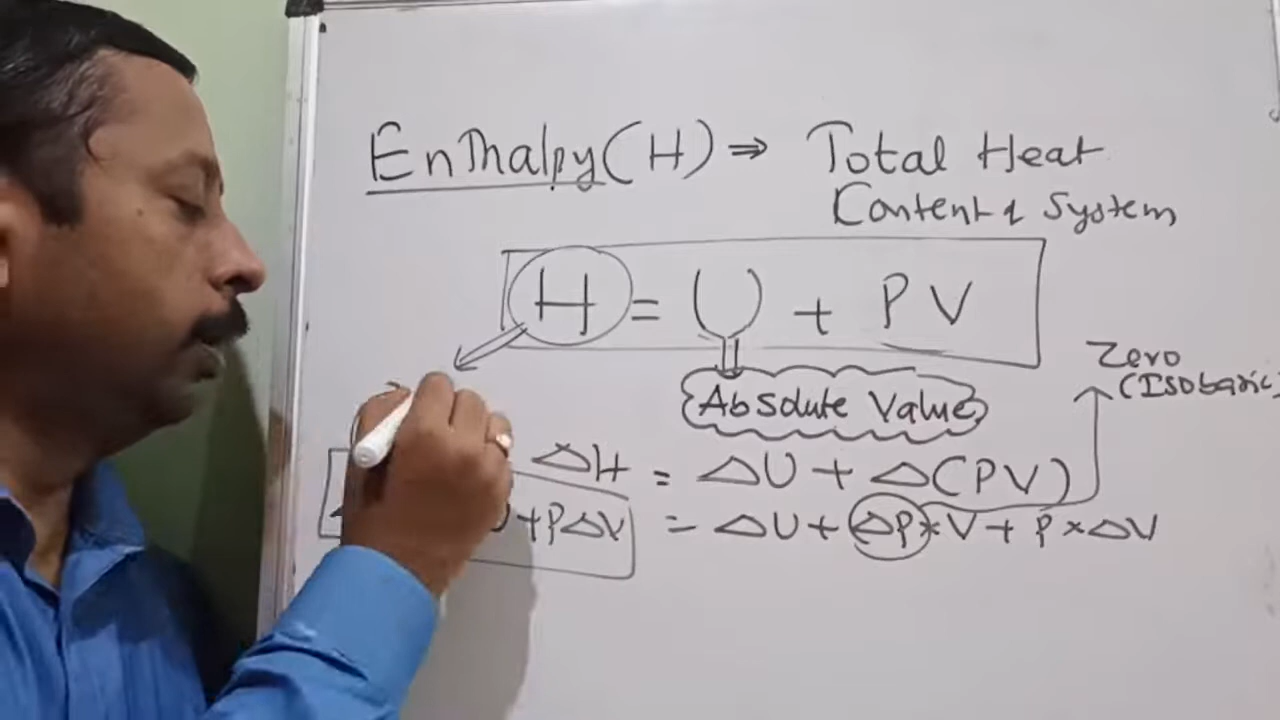 EnThalpy(H) ⇒ Total Heat
Content of System
H = U + PV
Zero
(Isobaric)
Absolute Value
ΔH = ΔU + Δ(PV)
+PΔV = ΔU + ΔP×V + P×ΔV